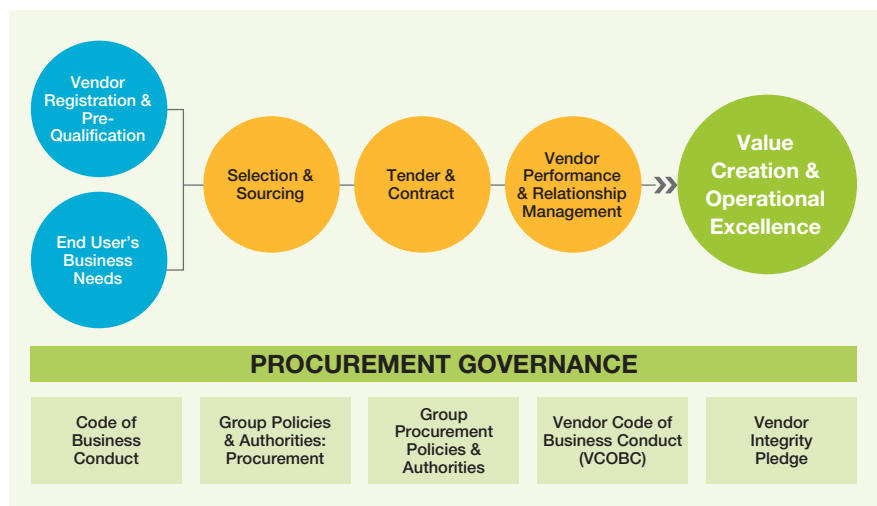 Vendor
Registration &
Pre-
Qualification
End User's
Business
Needs
Selection &
Sourcing
Tender &
Contract
Vendor
Performance
& Relationship
Management
Value
Creation &
Operational
Excellence
PROCUREMENT GOVERNANCE
Code of
Business
Conduct
Group Policies
& Authorities:
Procurement
Group
Procurement
Policies &
Authorities
Vendor Code of
Business Conduct
(VCOBC)
Vendor
Integrity
Pledge